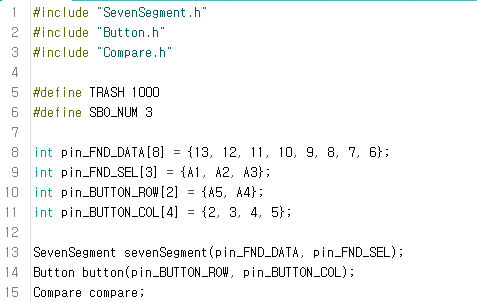 1 #include "SevenSegment.h"
2 #include "Button.h"
3 #include "Compare.h"
4
5 #define TRASH 1000
6 #define SBO_NUM 3
7
8 int pin_FND_DATA[8] = {13, 12, 11, 10, 9, 8, 7, 6};
9 int pin_FND_SEL[3] = {A1, A2, A3};
10 int pin_BUTTON_ROW[2] = {A5, A4};
11 int pin_BUTTON_COL[4] = {2, 3, 4, 5};
12
13 SevenSegment sevenSegment(pin_FND_DATA, pin_FND_SEL);
14 Button button(pin_BUTTON_ROW, pin_BUTTON_COL);
15 Compare compare;